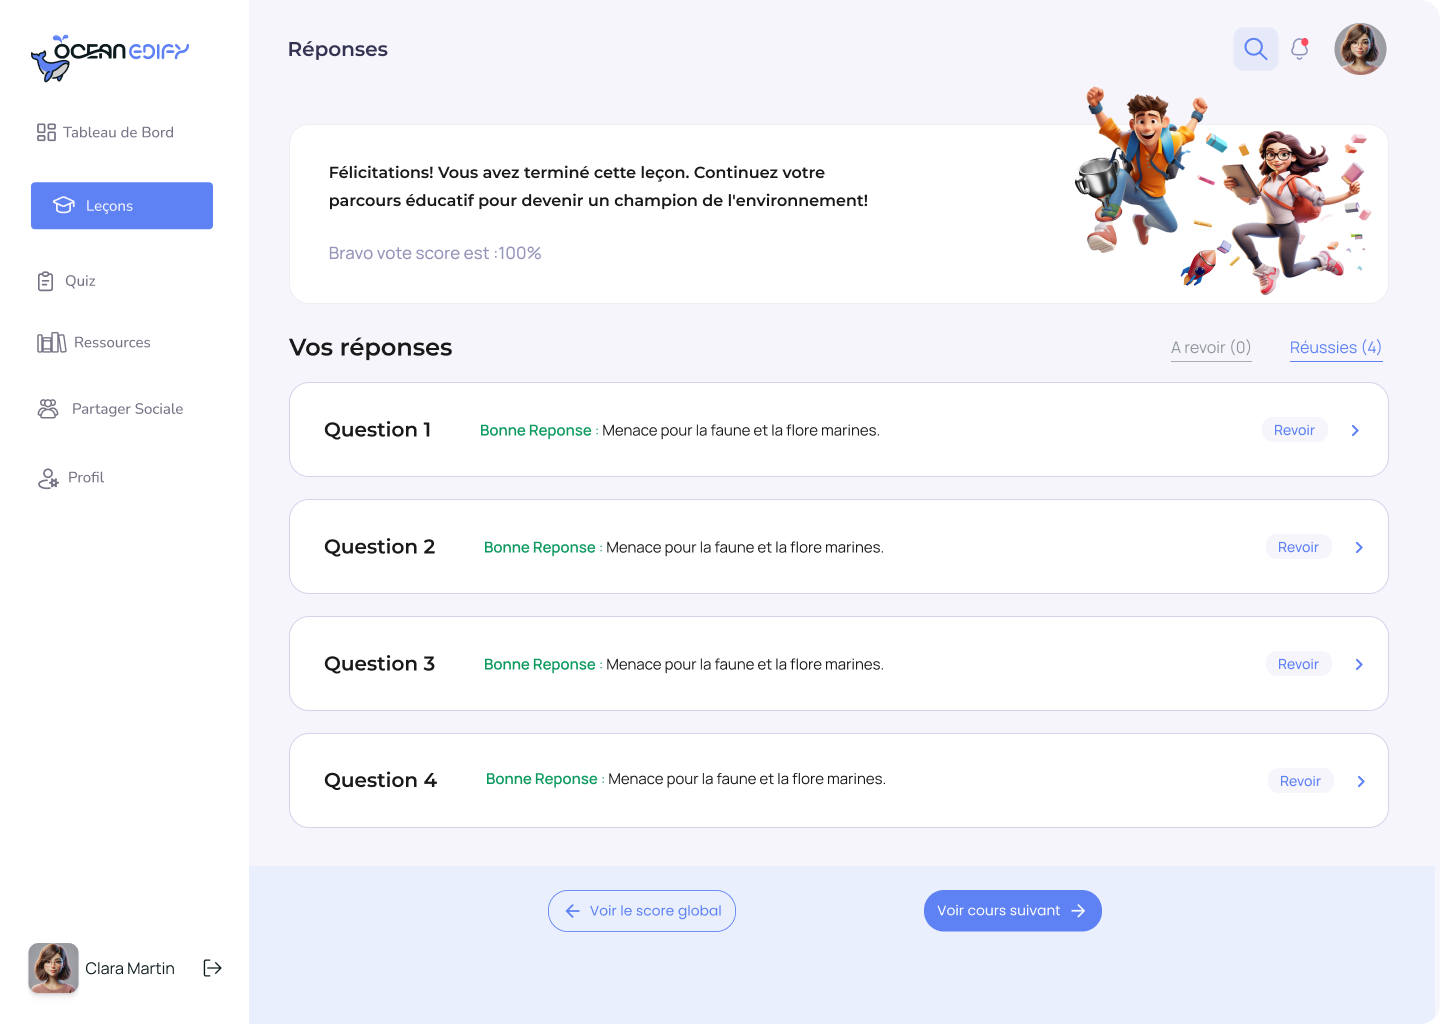 OCEAN EDIFY
Réponses
Tableau de Bord
Leçons
Quiz
Ressources
Partager Sociale
Profil
Clara Martin
Félicitations! Vous avez terminé cette leçon. Continuez votre
parcours éducatif pour devenir un champion de l'environnement!
Bravo vote score est :100%
Vos réponses
A revoir (0)
Réussies (4)
Question 1 Bonne Reponse : Menace pour la faune et la flore marines. Revoir
Question 2 Bonne Reponse : Menace pour la faune et la flore marines. Revoir
Question 3 Bonne Reponse : Menace pour la faune et la flore marines. Revoir
Question 4 Bonne Reponse : Menace pour la faune et la flore marines. Revoir
Voir le score global
Voir cours suivant